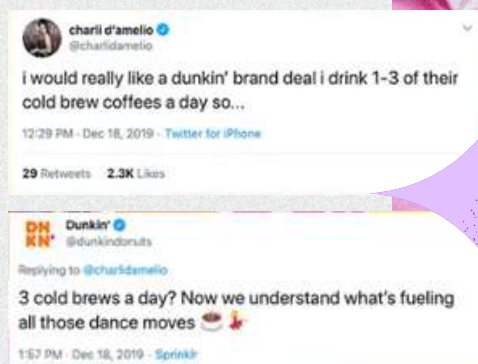 charli d'amelio
@charlidamelio
i would really like a dunkin' brand deal i drink 1-3 of their
cold brew coffees a day so...
12:29 PM · Dec 18, 2019 · Twitter for iPhone
29 Retweets 2.3K Likes
DN
KN'
Dunkin'
@dunkindonuts
Replying to @charlidamelio
3 cold brews a day? Now we understand what's fueling
all those dance moves ☕💃
1:57 PM · Dec 18, 2019 · Sprinklr